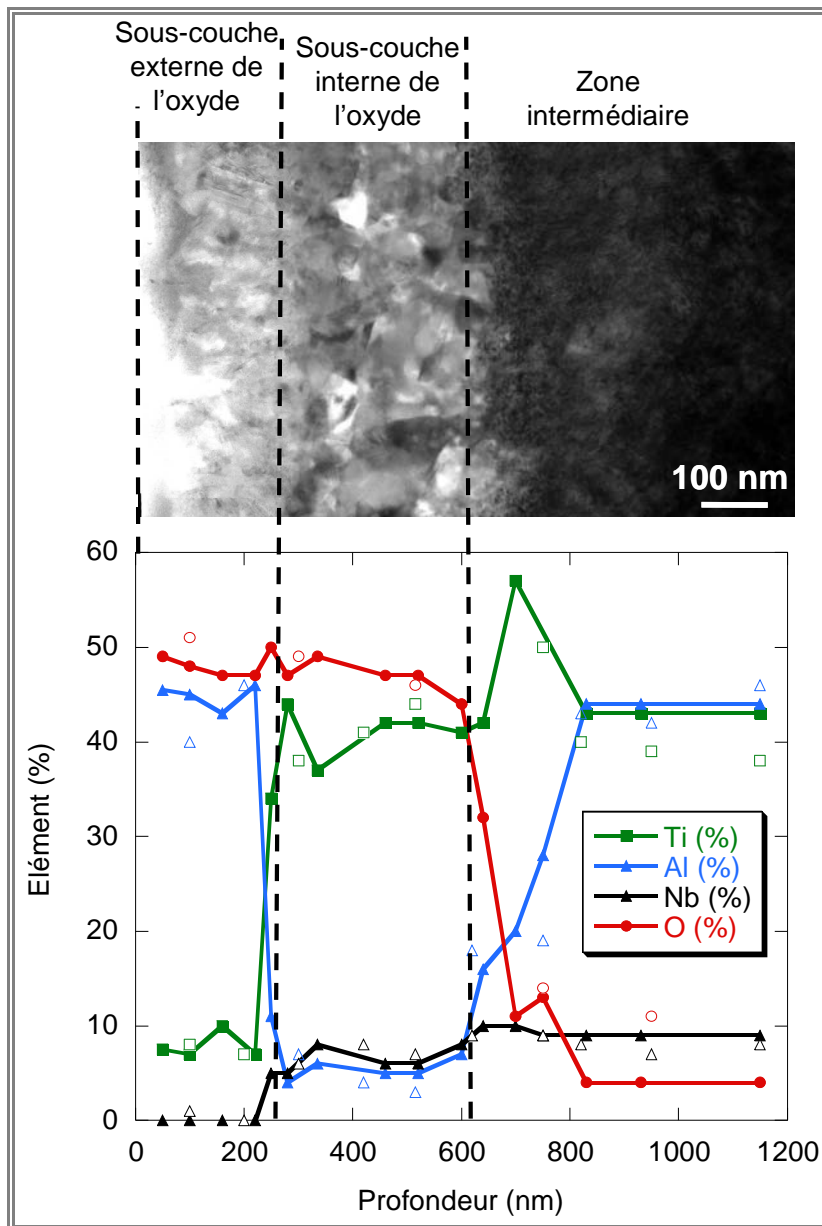 Sous-couche
externe de
l'oxyde
Sous-couche
interne de
l'oxyde
Zone
intermédiaire
100 nm
60
50
40
30
20
10
0
Elément (%)
Ti (%)
Al (%)
Nb (%)
O (%)
0 200 400 600 800 1000 1200
Profondeur (nm)